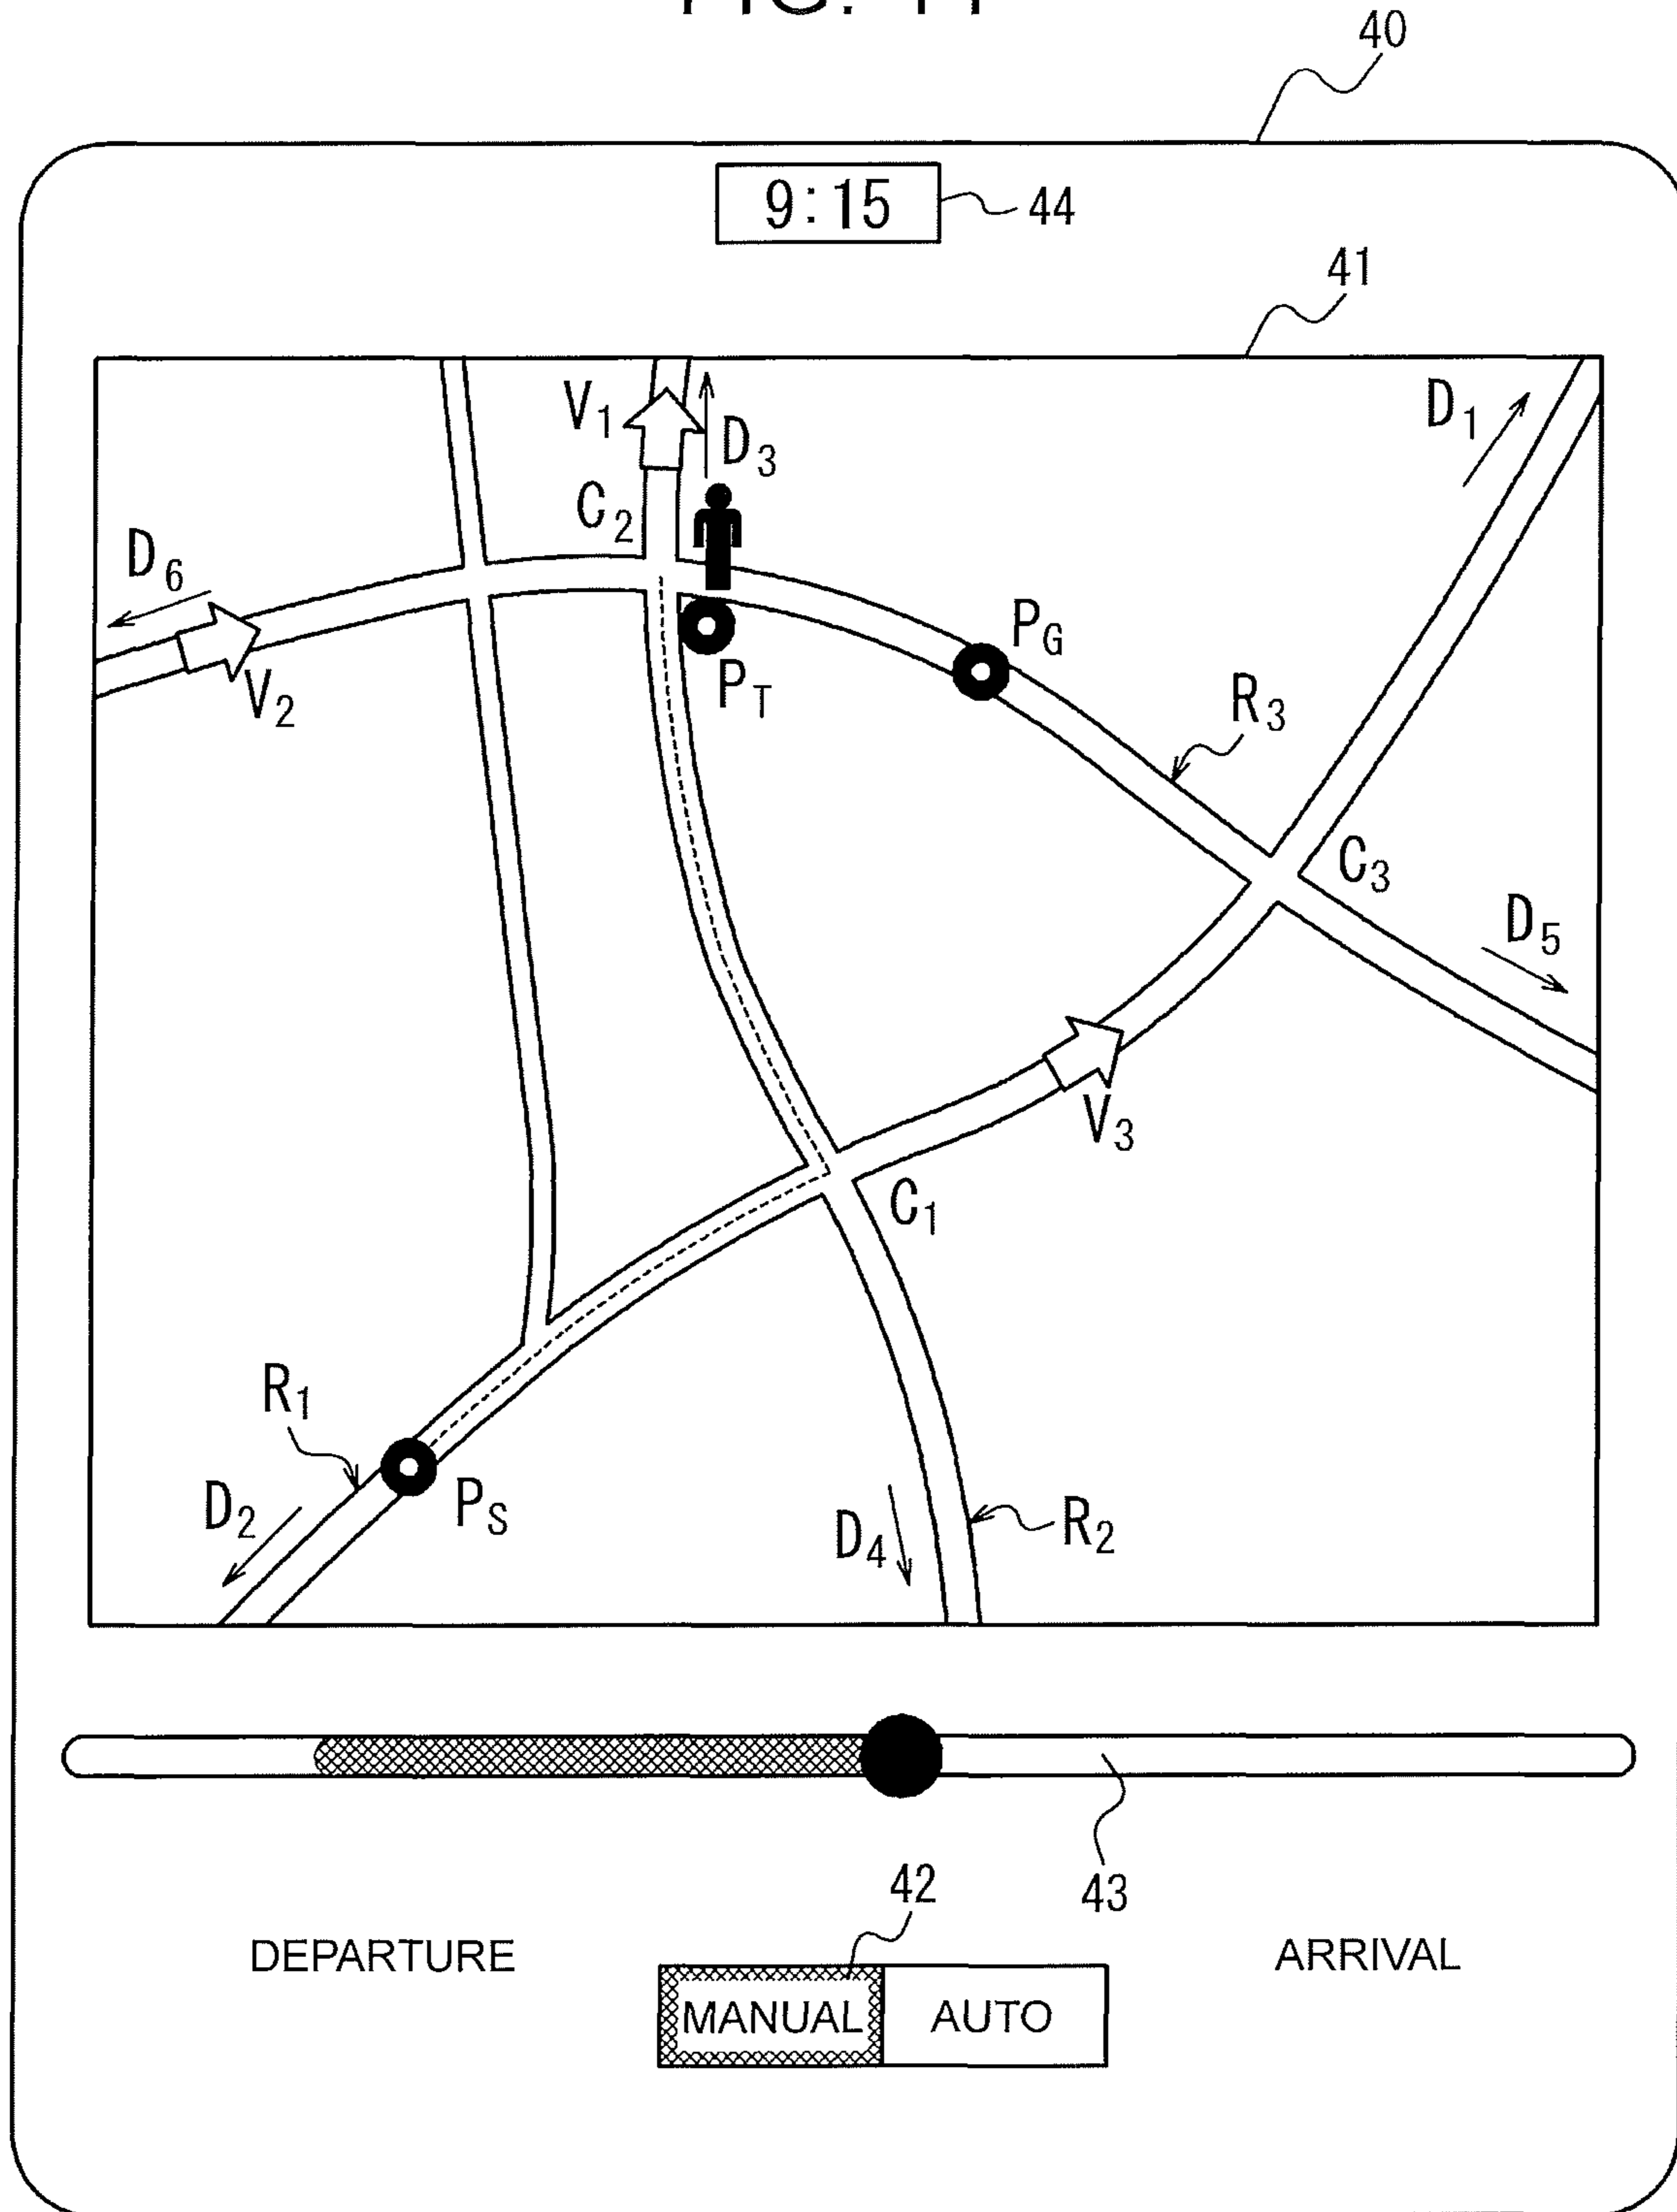 40
9:15
44
41
V1
D3
D1
C2
D6
V2
PT
PG
R3
C3
D5
V3
C1
R1
D2
PS
D4
R2
43
42
DEPARTURE
ARRIVAL
MANUAL
AUTO